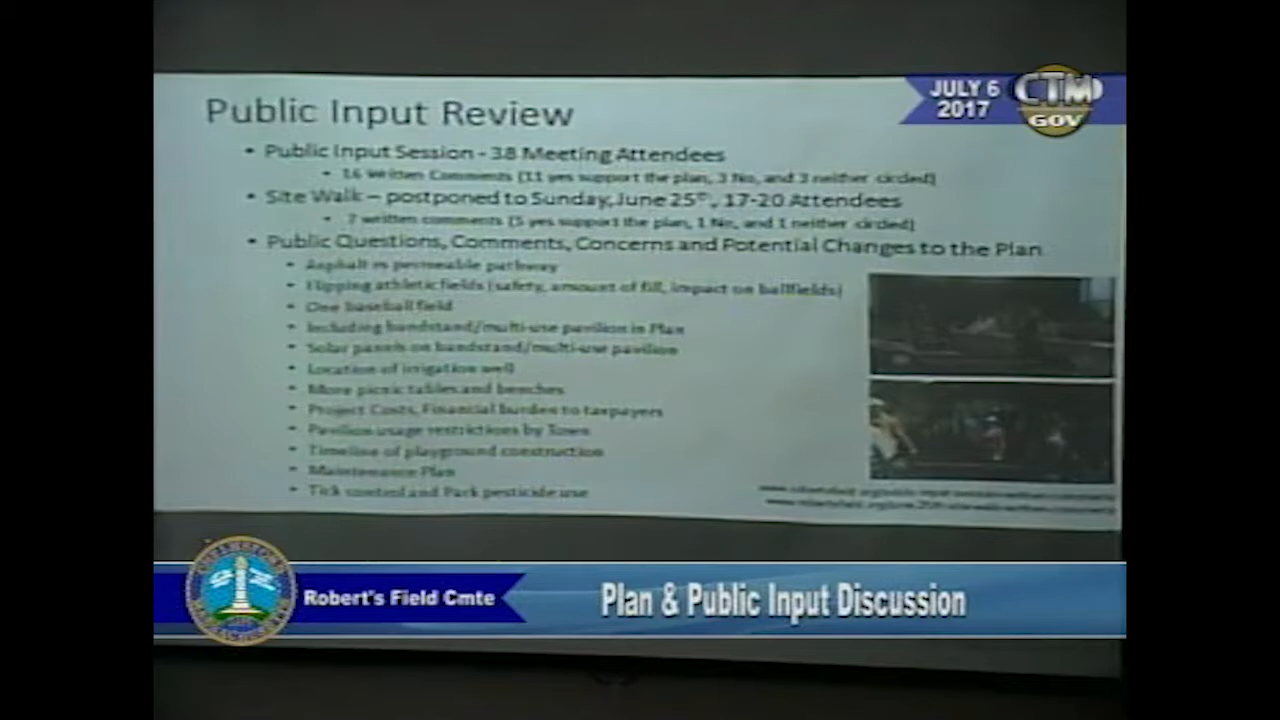 Public Input Review
• Public Input Session - 38 Meeting Attendees
• 16 Written Comments (11 yes support the plan, 3 No, and 3 neither circled)
• Site Walk – postponed to Sunday, June 25th, 17-20 Attendees
• 7 written comments (5 yes support the plan, 1 No, and 1 neither circled)
• Public Questions, Comments, Concerns and Potential Changes to the Plan
• Asphalt vs permeable pathway
• Flipping athletic fields (safety, amount of fill, impact on ballfields)
• One baseball field
• Including bandstand/multi-use pavilion in Plan
• Solar panels on bandstand/multi-use pavilion
• Location of irrigation well
• More picnic tables and benches
• Project Costs, Financial burden to taxpayers
• Pavilion usage restrictions by Town
• Timeline of playground construction
• Maintenance Plan
• Tick control and Park pesticide use
JULY 6
2017
CTM
GOV
Robert's Field Cmte
Plan & Public Input Discussion